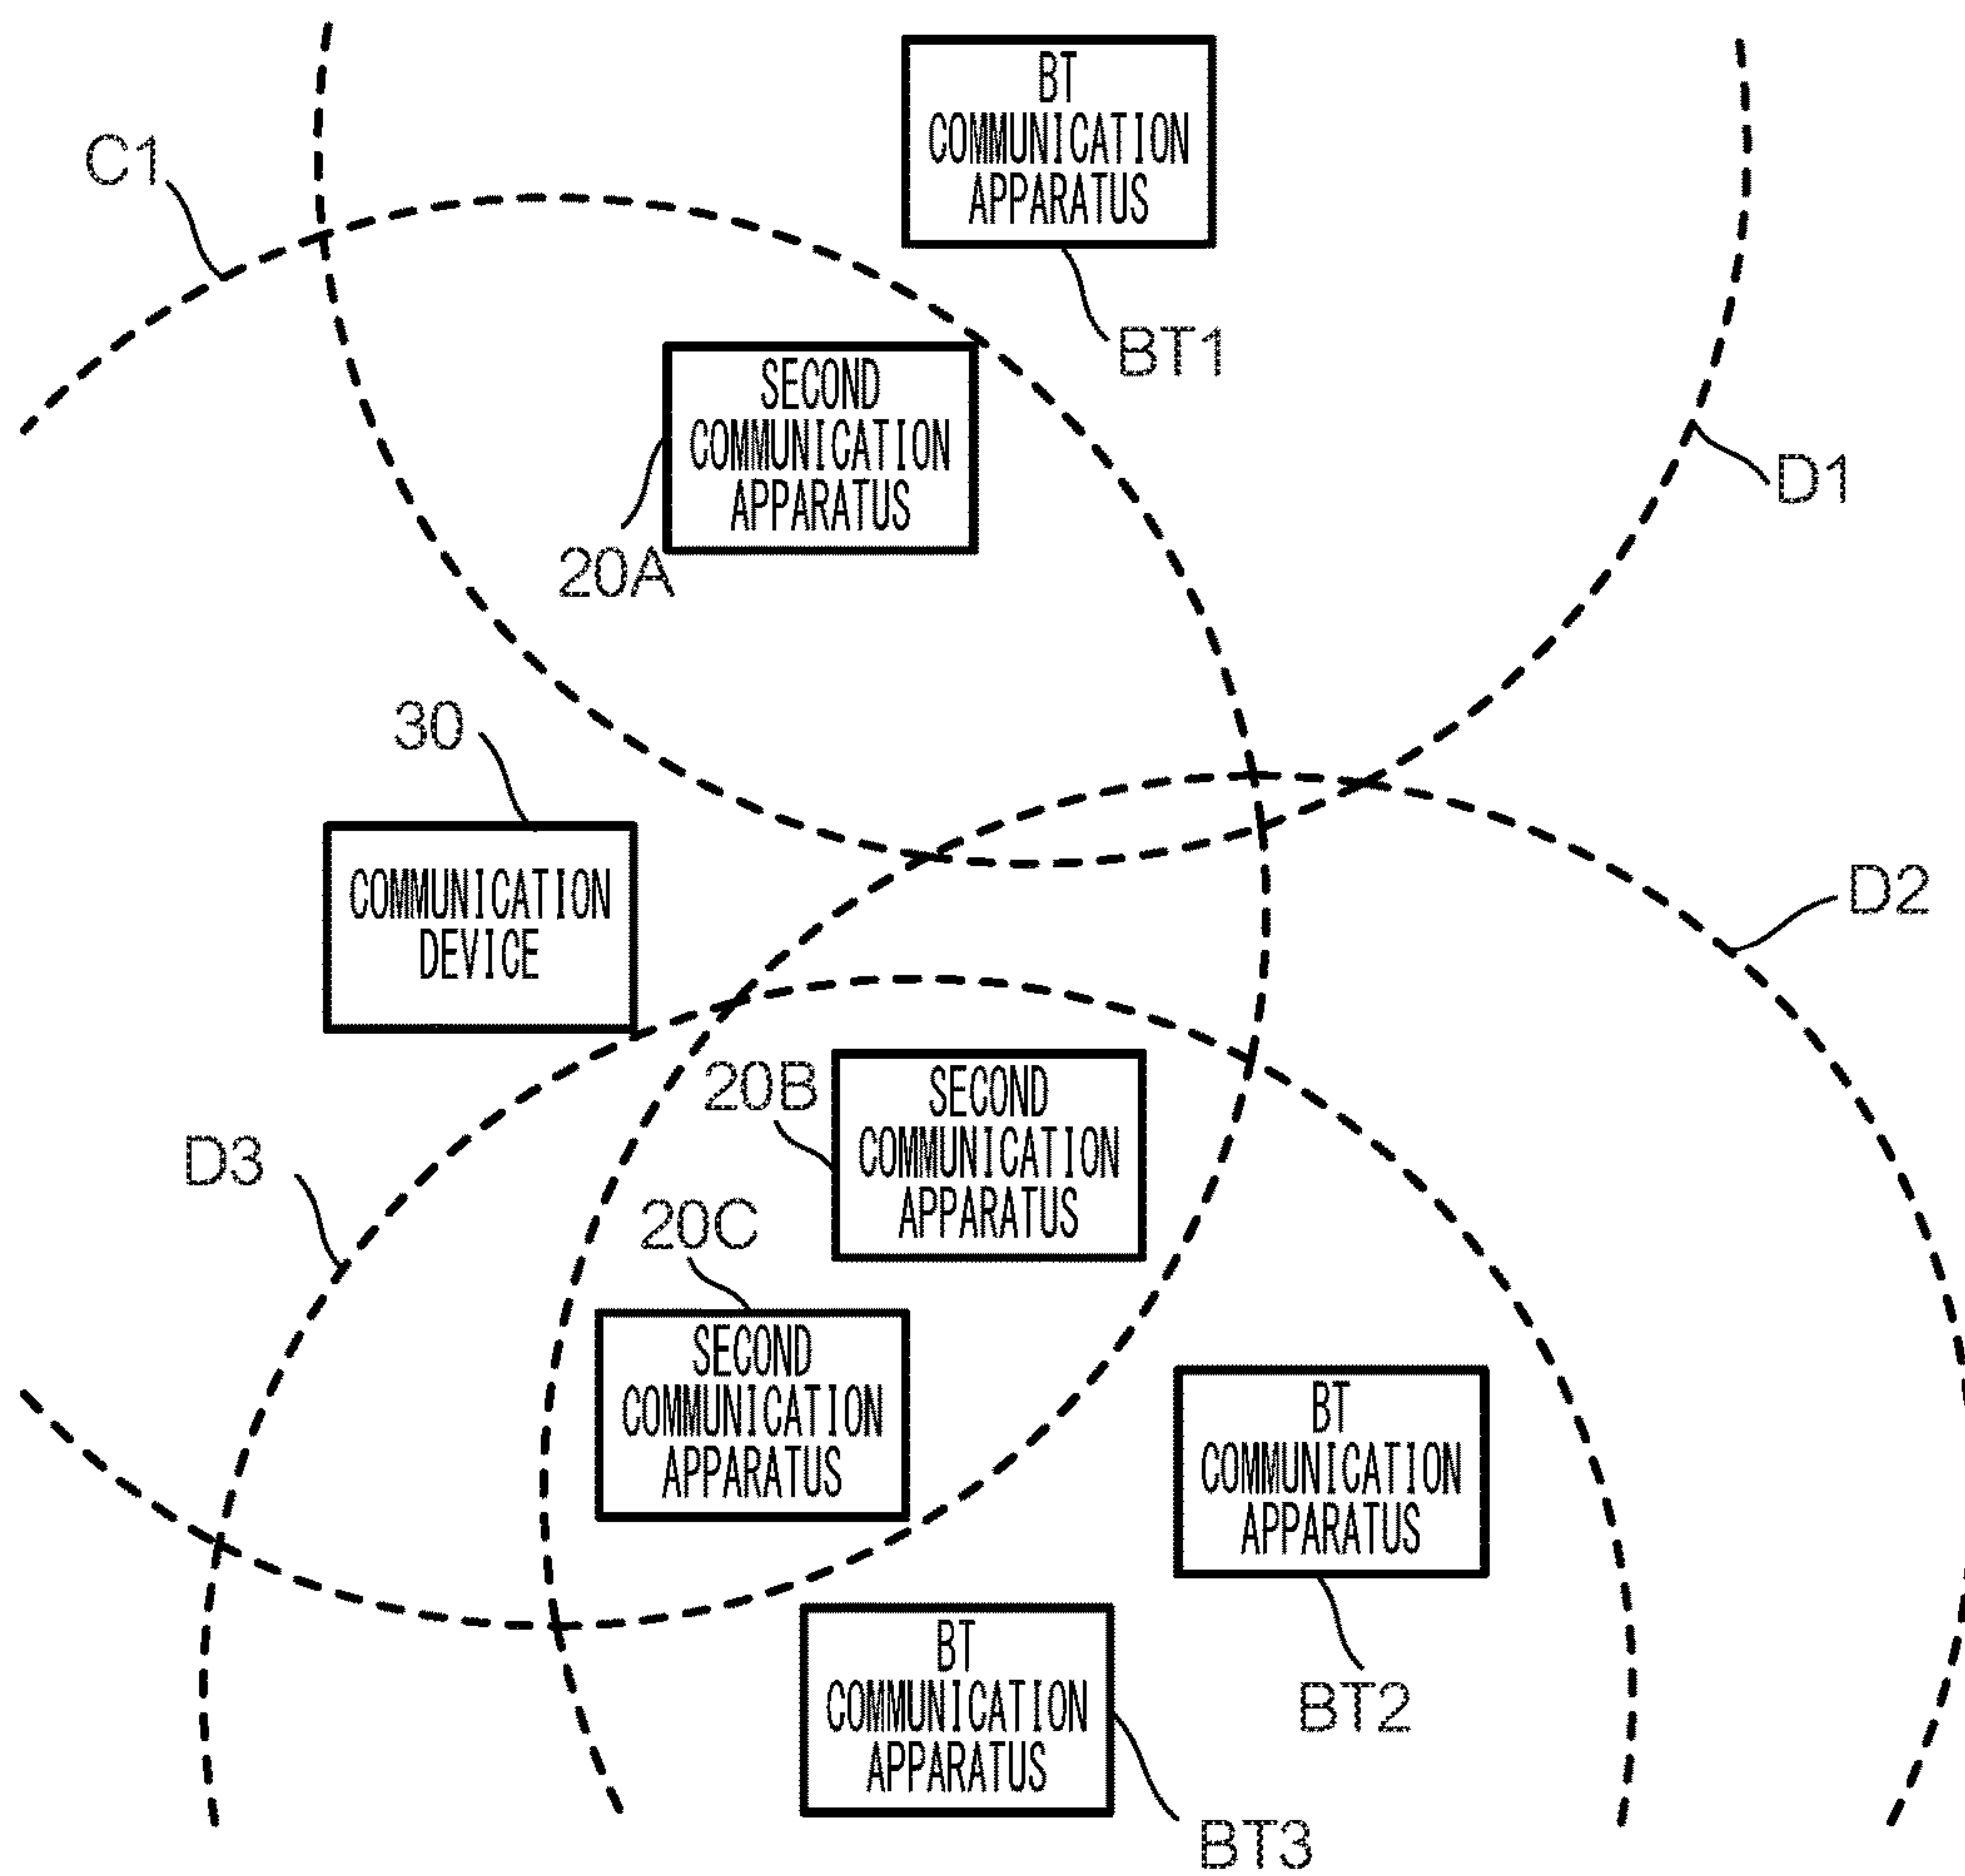 BT
COMMUNICATION
APPARATUS
C1
BT1
SECOND
COMMUNICATION
APPARATUS
D1
20A
30
COMMUNICATION
DEVICE
D2
20B
SECOND
COMMUNICATION
APPARATUS
D3
20C
SECOND
COMMUNICATION
APPARATUS
BT
COMMUNICATION
APPARATUS
BT2
BT
COMMUNICATION
APPARATUS
BT3